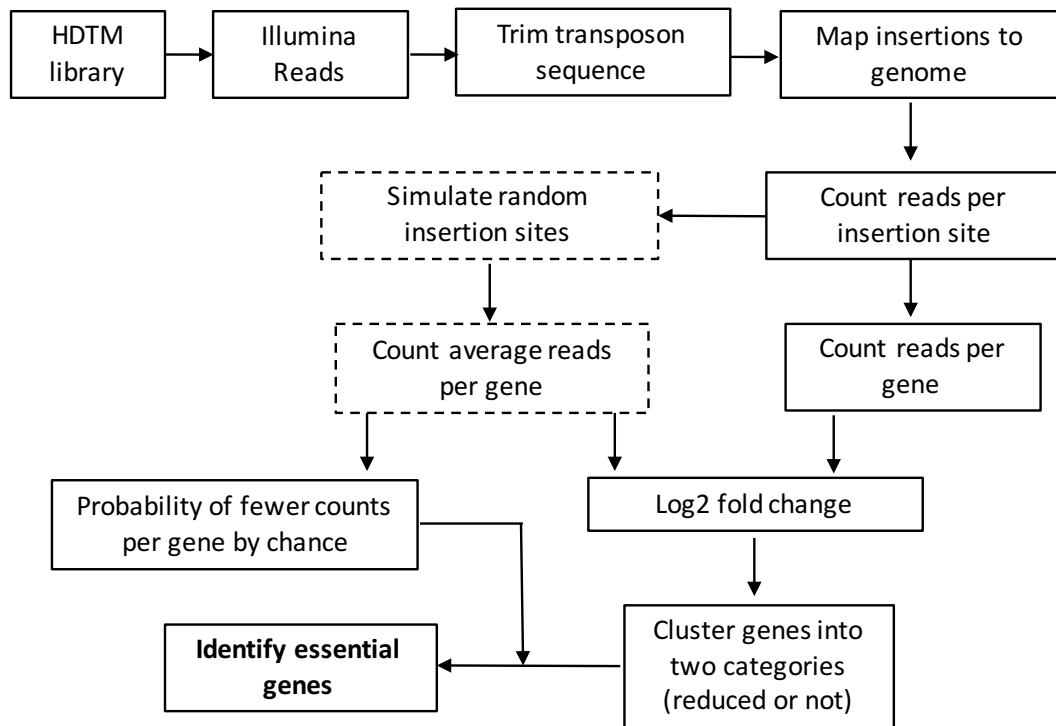 HDTM
library
Illumina
Reads
Trim transposon
sequence
Map insertions to
genome
Simulate random
insertion sites
Count reads per
insertion site
Count average reads
per gene
Count reads per
gene
Probability of fewer counts
per gene by chance
Log2 fold change
Identify essential
genes
Cluster genes into
two categories
(reduced or not)